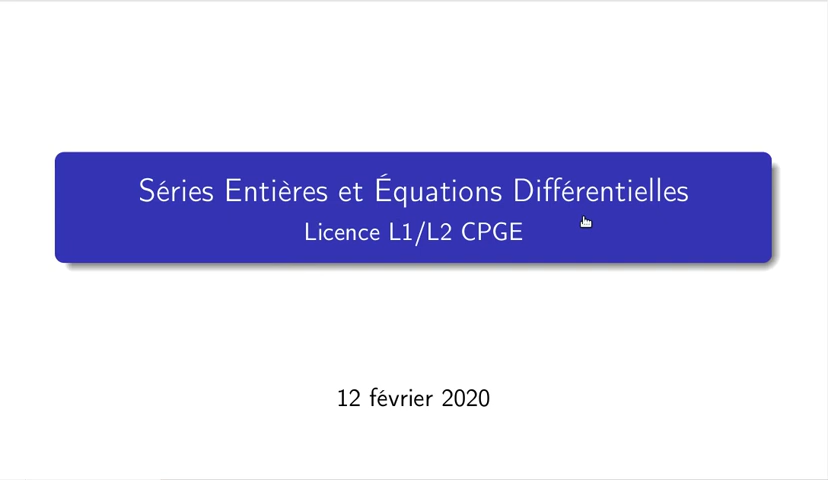 Séries Entières et Équations Différentielles
Licence L1/L2 CPGE
12 février 2020